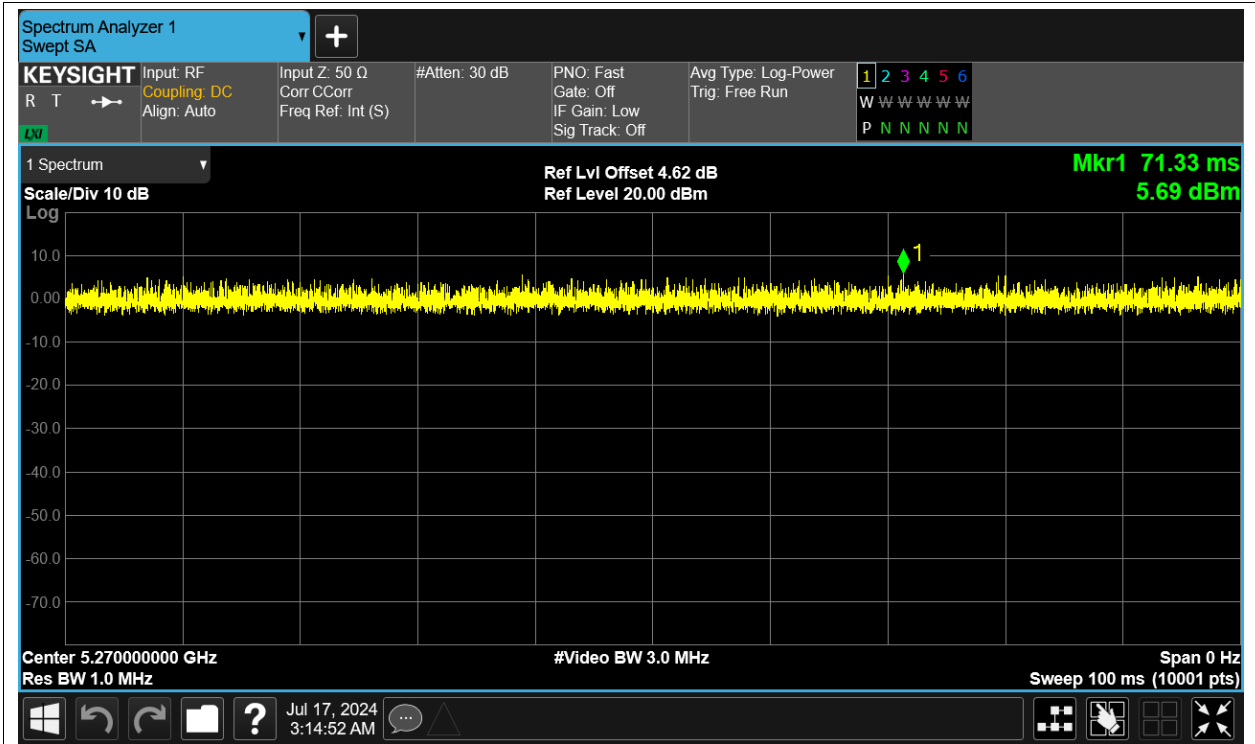 Spectrum Analyzer 1
Swept SA
KEYSIGHT
R T
LXI
Input: RF
Coupling: DC
Align: Auto
Input Z: 50 Ω
Corr CCorr
Freq Ref: Int (S)
#Atten: 30 dB
PNO: Fast
Gate: Off
IF Gain: Low
Sig Track: Off
Avg Type: Log-Power
Trig: Free Run
1 2 3 4 5 6
W W W W W W
P N N N N N
1 Spectrum
Scale/Div 10 dB
Ref Lvl Offset 4.62 dB
Ref Level 20.00 dBm
Mkr1 71.33 ms
5.69 dBm
Log
10.0
0.00
-10.0
-20.0
-30.0
-40.0
-50.0
-60.0
-70.0
1
Center 5.270000000 GHz
Res BW 1.0 MHz
#Video BW 3.0 MHz
Span 0 Hz
Sweep 100 ms (10001 pts)
?
Jul 17, 2024
3:14:52 AM